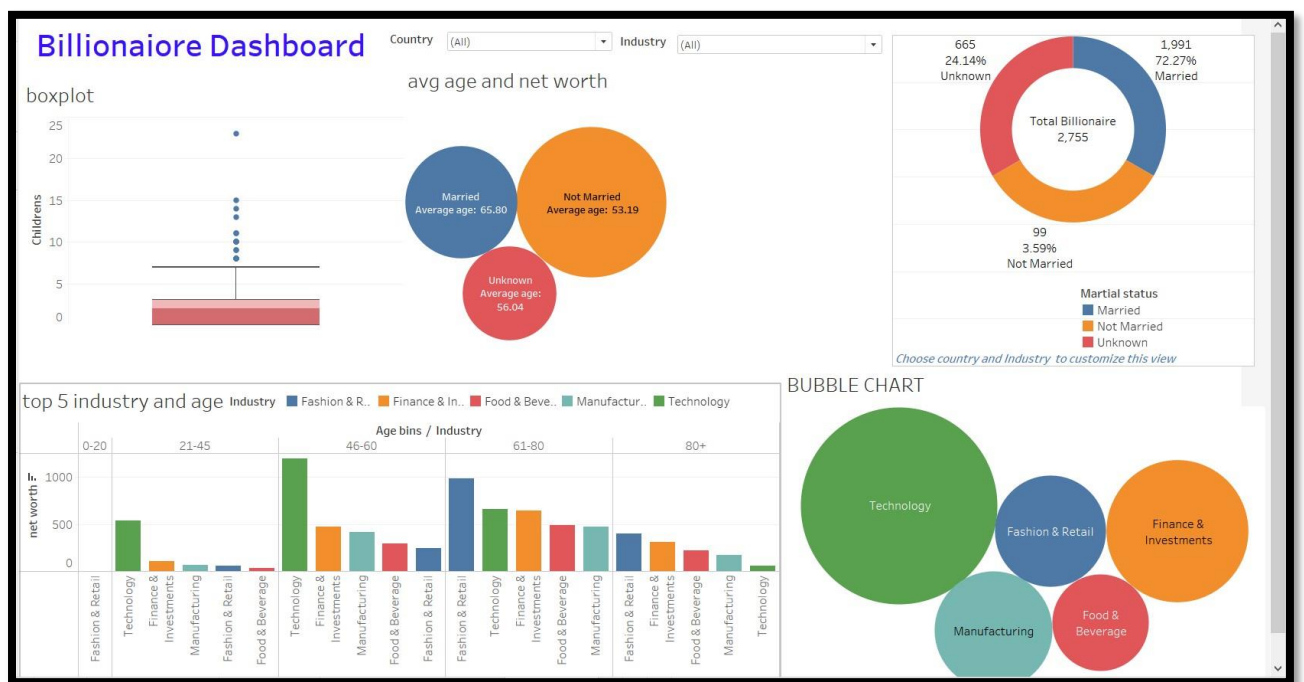 Billionaiore Dashboard
Country
(All)
Industry
(All)
boxplot
25
20
15
10
5
0
Childrens
avg age and net worth
Married
Average age: 65.80
Not Married
Average age: 53.19
Unknown
Average age:
56.04
665
24.14%
Unknown
1,991
72.27%
Married
Total Billionaire
2,755
99
3.59%
Not Married
Martial status
Married
Not Married
Unknown
Choose country and Industry to customize this view
top 5 industry and age
Industry
Fashion & R..
Finance & In..
Food & Beve..
Manufactur..
Technology
Age bins / Industry
0-20
21-45
46-60
61-80
80+
net worth
1000
500
0
Fashion & Retail
Technology
Finance &
Investments
Manufacturing
Fashion & Retail
Food & Beverage
Technology
Finance &
Investments
Manufacturing
Food & Beverage
Fashion & Retail
Fashion & Retail
Technology
Finance &
Investments
Food & Beverage
Manufacturing
Fashion & Retail
Finance &
Investments
Food & Beverage
Manufacturing
Technology
BUBBLE CHART
Technology
Fashion & Retail
Finance &
Investments
Manufacturing
Food &
Beverage